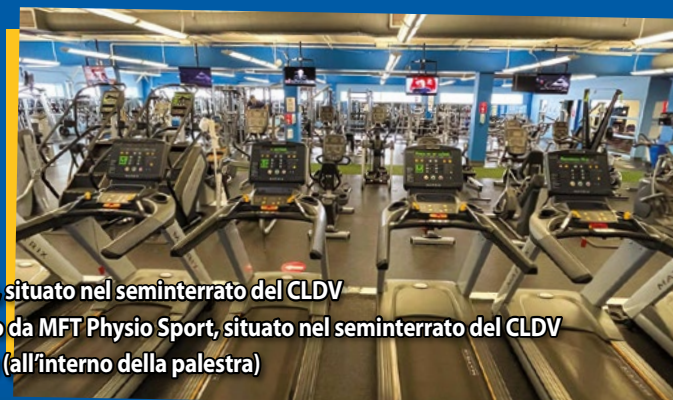 , situato nel seminterrato del CLDV
o da MFT Physio Sport, situato nel seminterrato del CLDV
(all’interno della palestra)